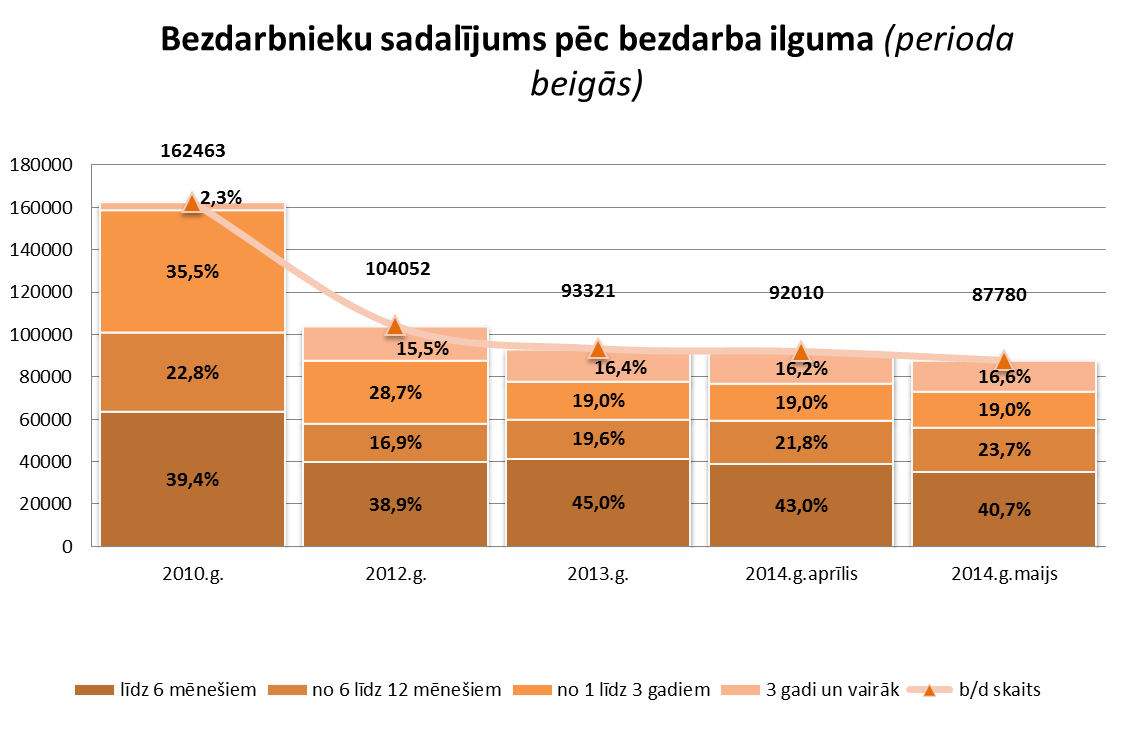 Bezdarbnieku sadalījums pēc bezdarba ilguma (perioda
beigās)
162463
180000
2,3%
160000
35,5%
140000
104052
120000
93321
92010
87780
100000
15,5%
16,4%
16,2%
16,6%
80000
22,8%
28,7%
19,0%
19,0%
19,0%
60000
16,9%
19,6%
21,8%
23,7%
40000
39,4%
38,9%
45,0%
43,0%
40,7%
20000
0
2010.g.
2012.g.
2013.g.
2014.g.aprīlis
2014.g.maijs
līdz 6 mēnešiem
no 6 līdz 12 mēnešiem
no 1 līdz 3 gadiem
3 gadi un vairāk
b/d skaits